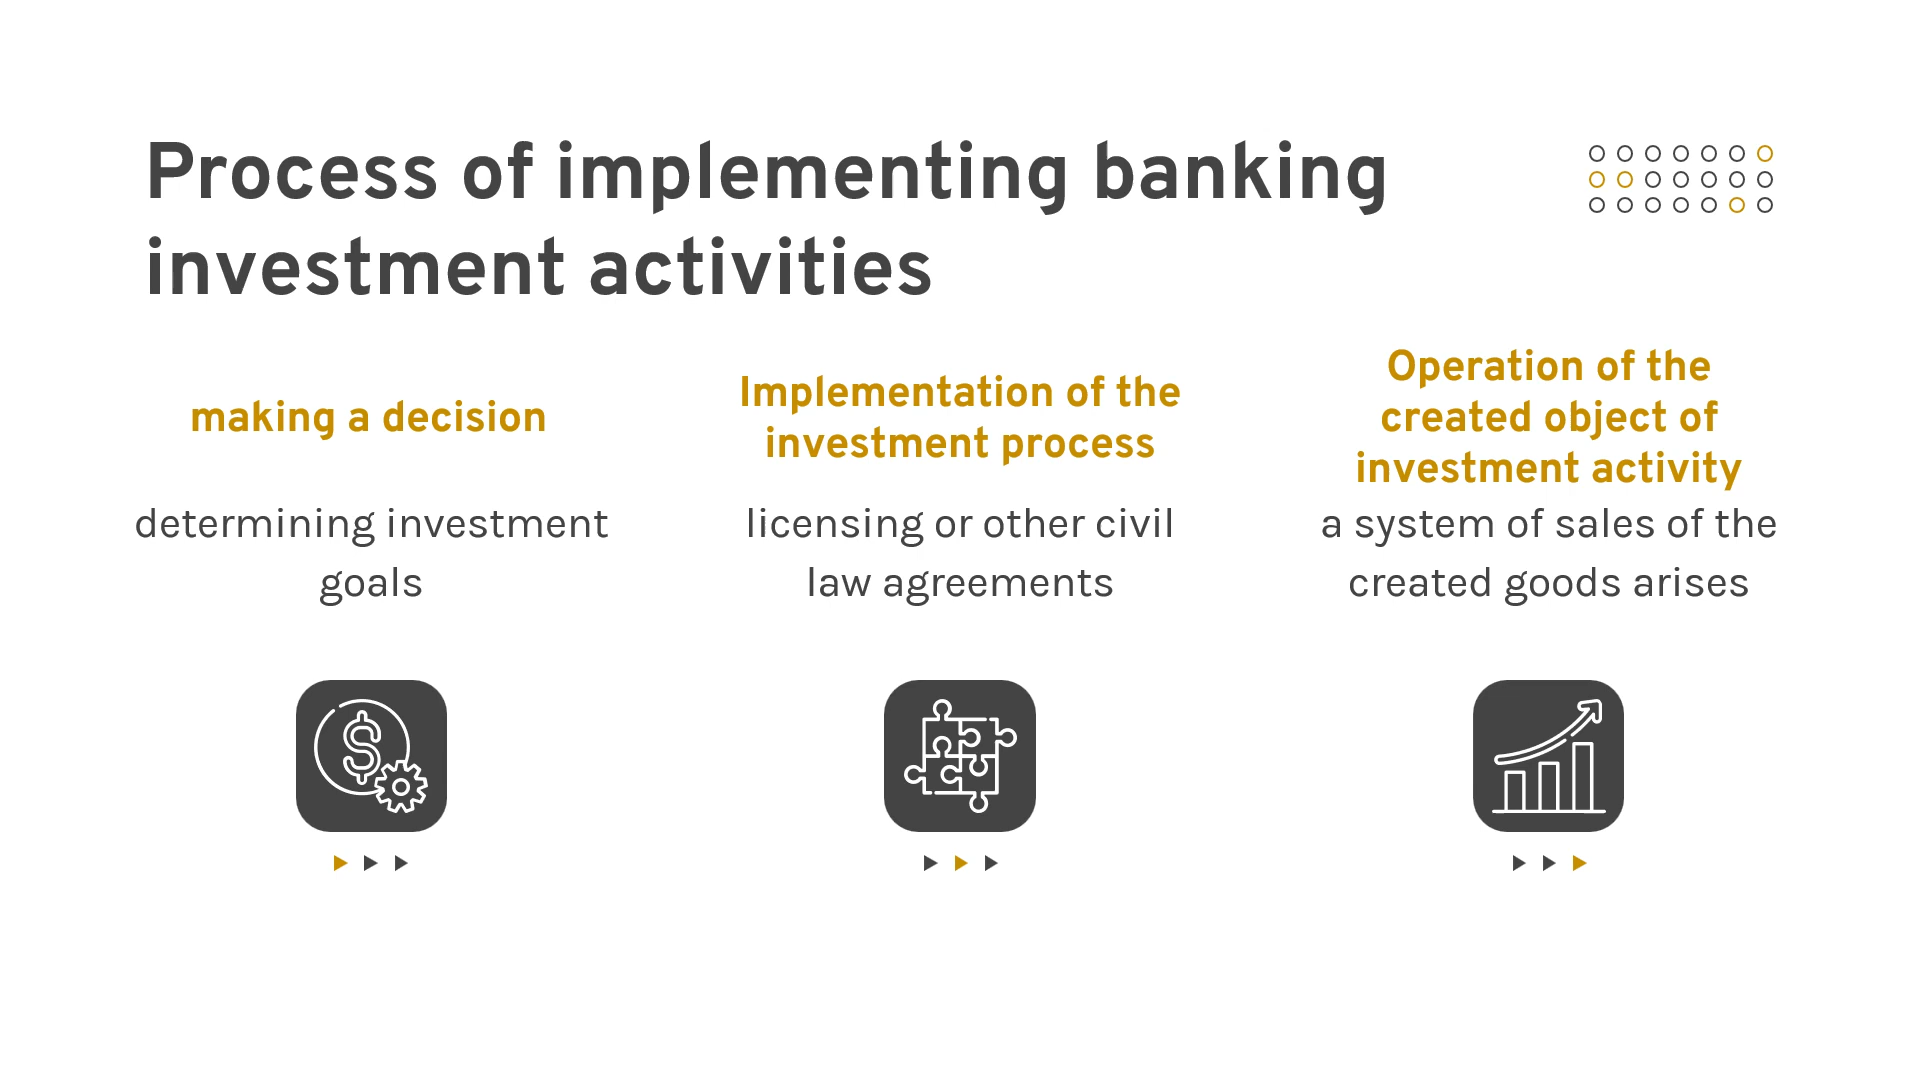 Process of implementing banking
investment activities
making a decision
determining investment
goals
Implementation of the
investment process
licensing or other civil
law agreements
Operation of the
created object of
investment activity
a system of sales of the
created goods arises